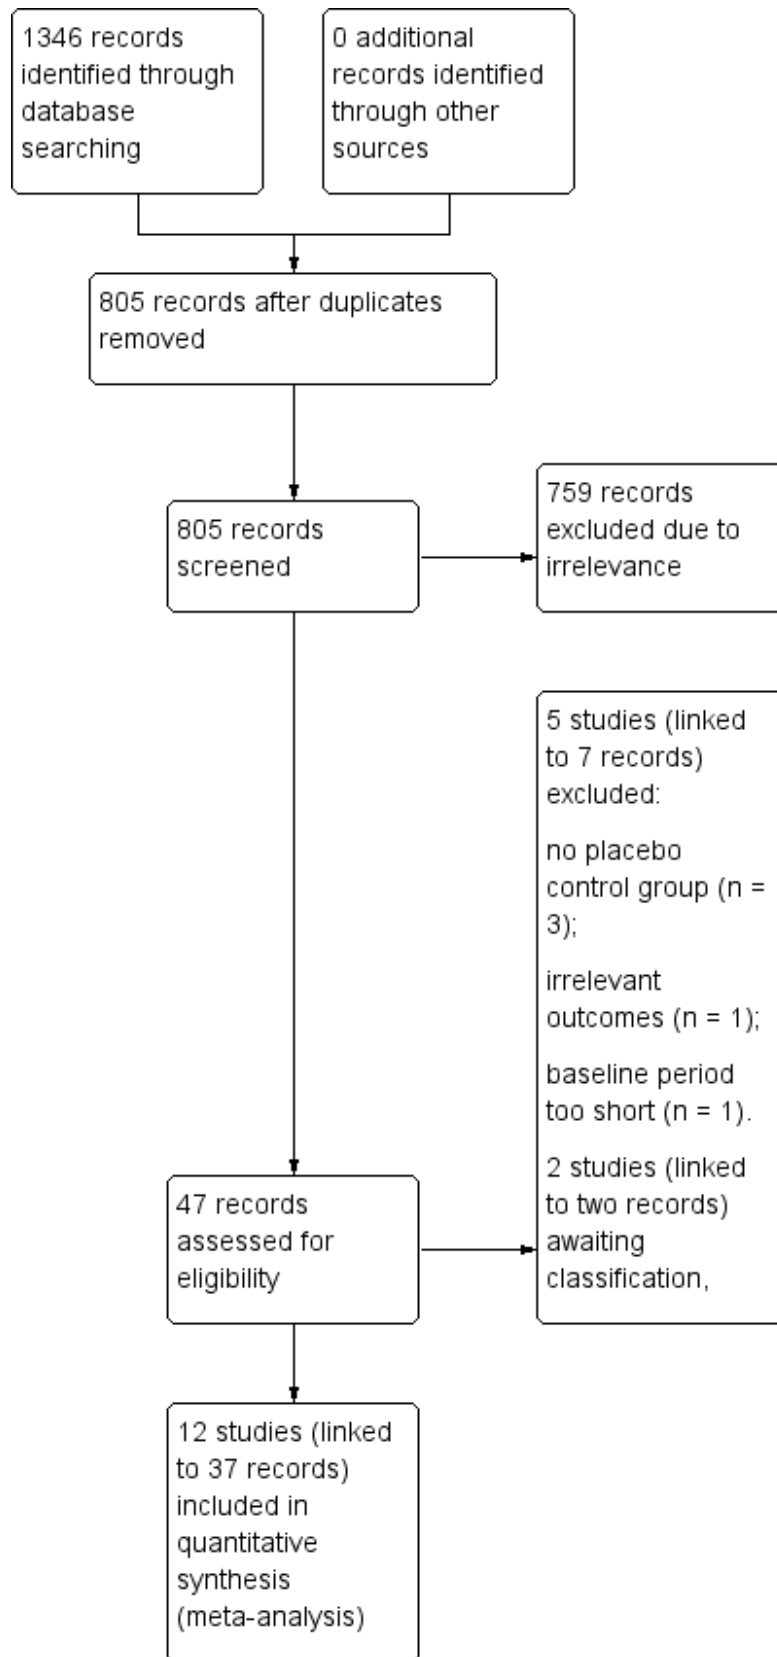 1346 records
identified through
database
searching
0 additional
records identified
through other
sources
805 records after duplicates
removed
805 records
screened
759 records
excluded due to
irrelevance
5 studies (linked
to 7 records)
excluded:
no placebo
control group (n =
3);
irrelevant
outcomes (n = 1);
baseline period
too short (n = 1).
2 studies (linked
to two records)
awaiting
classification,
47 records
assessed for
eligibility
12 studies (linked
to 37 records)
included in
quantitative
synthesis
(meta-analysis)